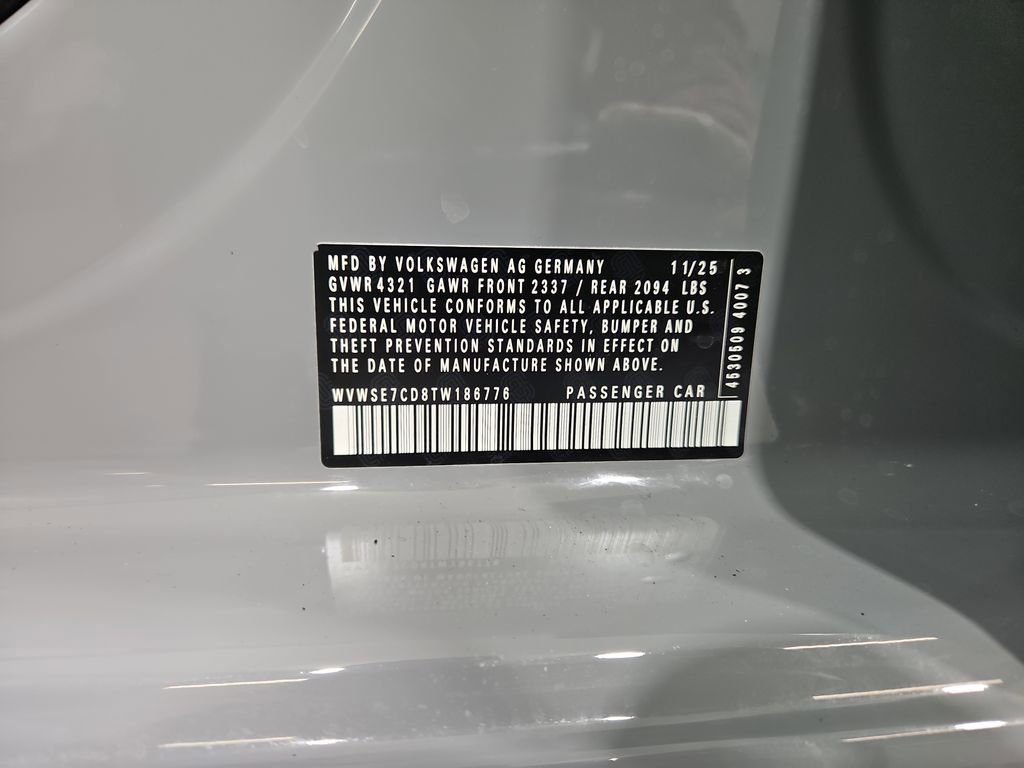 MFD BY VOLKSWAGEN AG GERMANY 11/25
GVWR 4321 GAWR FRONT 2337 / REAR 2094 LBS
THIS VEHICLE CONFORMS TO ALL APPLICABLE U.S.
FEDERAL MOTOR VEHICLE SAFETY, BUMPER AND
THEFT PREVENTION STANDARDS IN EFFECT ON
THE DATE OF MANUFACTURE SHOWN ABOVE.
WVWSE7CD8TW186776 PASSENGER CAR
4530509 4007 3